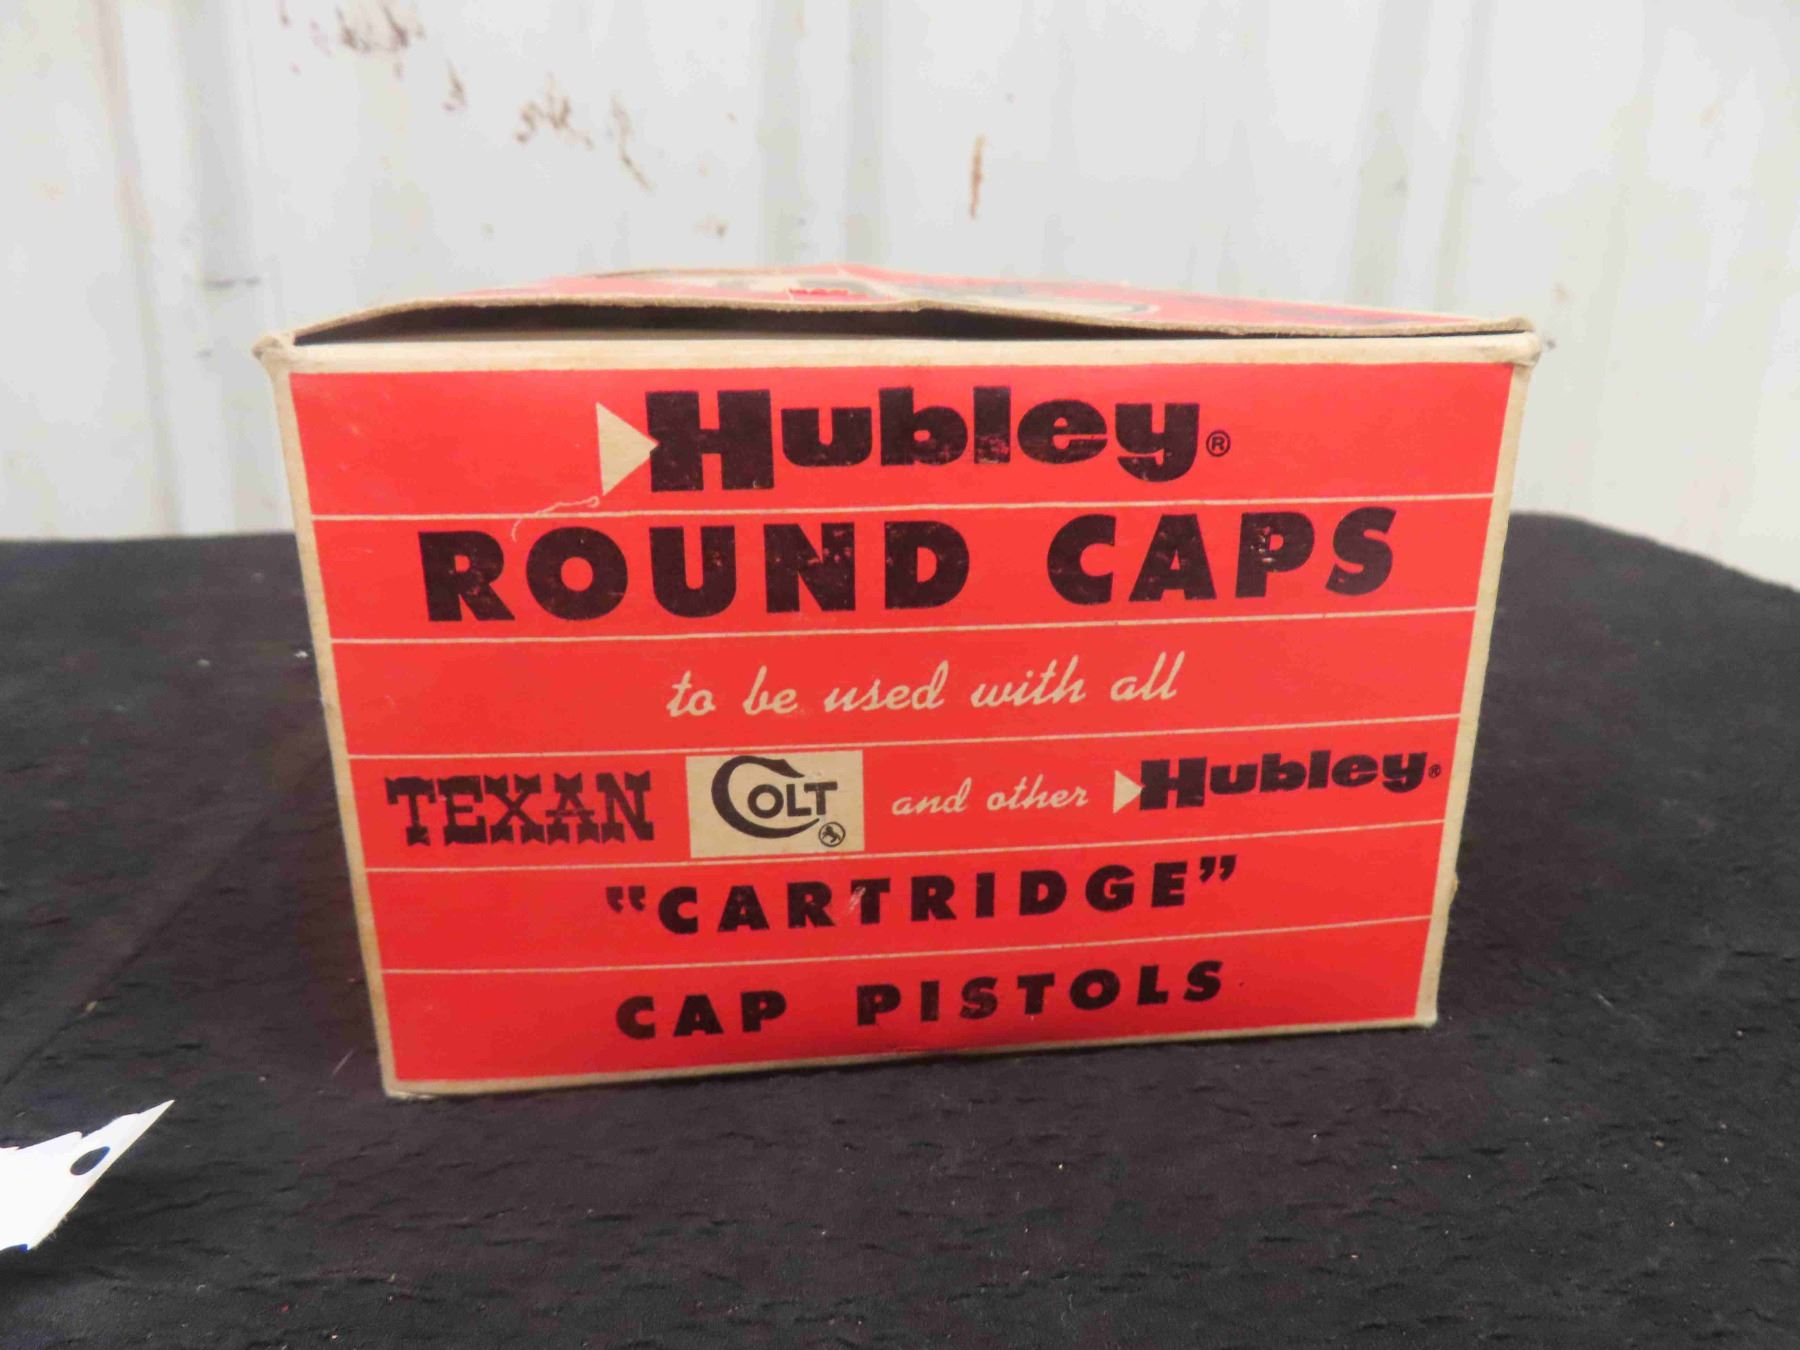 Hubley®
ROUND CAPS
to be used with all
TEXAN COLT and other Hubley®
"CARTRIDGE"
CAP PISTOLS